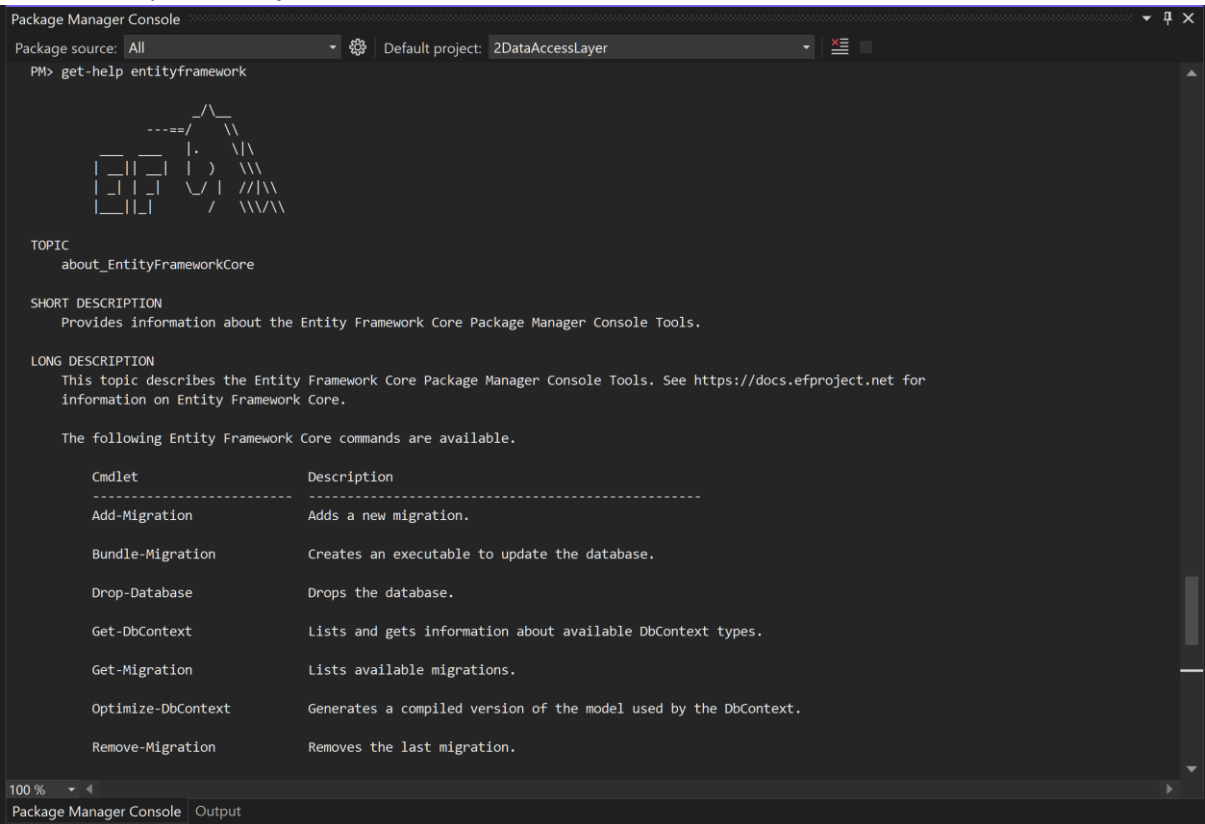 Package Manager Console
Package source: All Default project: 2DataAccessLayer
PM> get-help entityframework
                     _/\__
               ---==/    \\
         ___  ___   |.    \|\
        | __|| __|  |  )   \\\
        | _| | _|   \_/ |  //|\\
        |___||_|       /   \\\/\\
TOPIC
about_EntityFrameworkCore
SHORT DESCRIPTION
Provides information about the Entity Framework Core Package Manager Console Tools.
LONG DESCRIPTION
This topic describes the Entity Framework Core Package Manager Console Tools. See https://docs.efproject.net for
information on Entity Framework Core.
The following Entity Framework Core commands are available.
Cmdlet Description
-------------------------- ---------------------------------------------------
Add-Migration Adds a new migration.
Bundle-Migration Creates an executable to update the database.
Drop-Database Drops the database.
Get-DbContext Lists and gets information about available DbContext types.
Get-Migration Lists available migrations.
Optimize-DbContext Generates a compiled version of the model used by the DbContext.
Remove-Migration Removes the last migration.
100 %
Package Manager Console Output